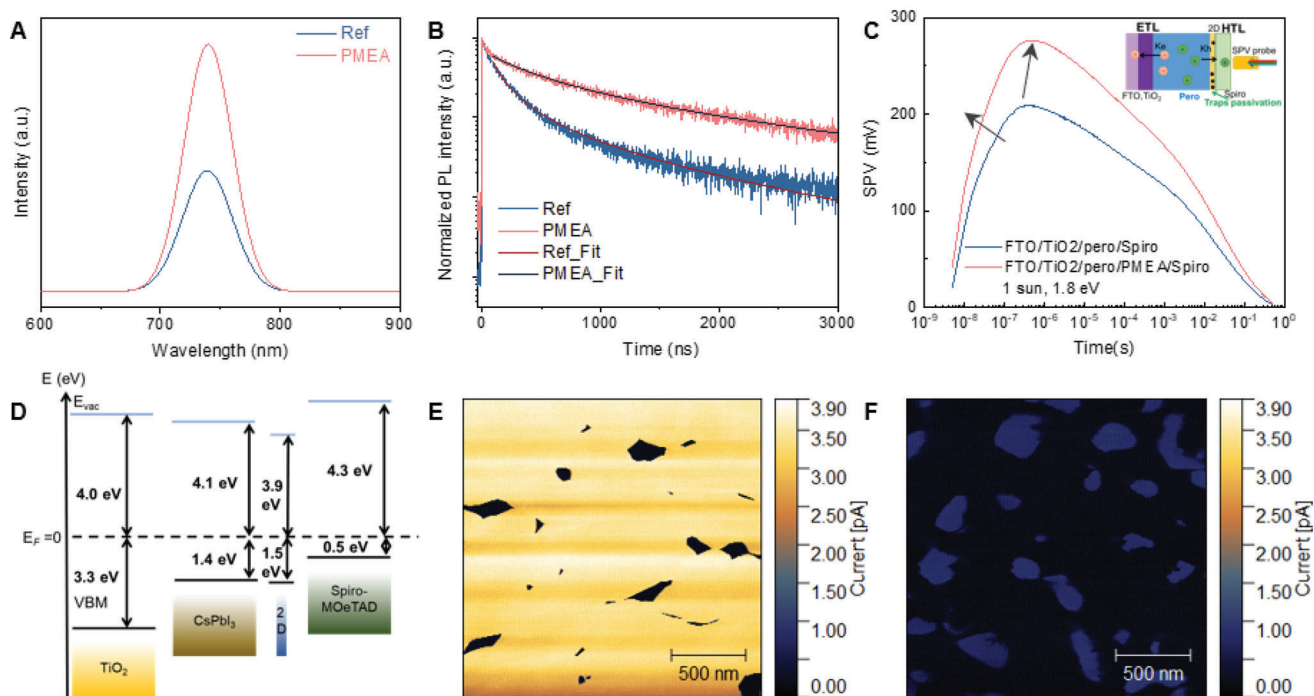 A
Ref
PMEA
Intensity (a.u.)
600
700
800
900
Wavelength (nm)
B
Normalized PL intensity (a.u.)
Ref
PMEA
Ref_Fit
PMEA_Fit
0
1000
2000
3000
Time (ns)
C
300
200
100
0
SPV (mV)
ETL
2D HTL
Ke
Kh
SPV probe
FTO,TiO₂
Pero
Spiro
Traps passivation
FTO/TiO2/pero/Spiro
FTO/TiO2/pero/PMEA/Spiro
1 sun, 1.8 eV
10⁻⁹
10⁻⁸
10⁻⁷
10⁻⁶
10⁻⁵
10⁻⁴
10⁻³
10⁻²
10⁻¹
10⁰
Time(s)
D
E (eV)
Evac
4.0 eV
4.1 eV
3.9
eV
4.3 eV
EF =0
3.3 eV
VBM
1.4 eV
1.5
eV
0.5 eV
TiO₂
CsPbI₃
2
D
Spiro-
MOeTAD
E
500 nm
3.90
3.50
3.00
2.50
2.00
1.50
1.00
0.00
Current [pA]
F
500 nm
3.90
3.50
3.00
2.50
2.00
1.50
1.00
0.00
Current [pA]